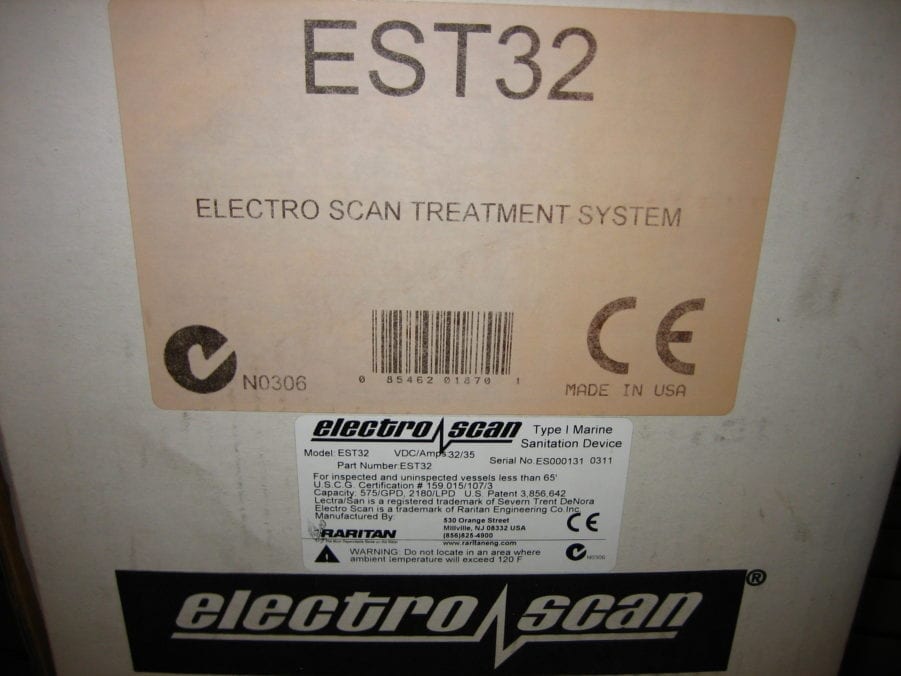 EST32
ELECTRO SCAN TREATMENT SYSTEM
N0306
0 85462 01870 1
CE
MADE IN USA
electro scan
Type I Marine
Sanitation Device
Model: EST32 VDC/Amps 32/35 Serial No. ES000131 0311
Part Number EST32
For inspected and uninspected vessels less than 65'
U.S.C.G. Certification # 159.015/107/3
Capacity: 575/GPD, 2180/LPD U.S. Patent 3,856,642
Lectra/San is a registered trademark of Severn Trent DeNora
Electro Scan is a trademark of Raritan Engineering Co.Inc.
Manufactured By:
RARITAN
530 Orange Street
Millville, NJ 08332 USA
(856)825-4900
www.raritaneng.com
CE
WARNING: Do not locate in an area where
ambient temperature will exceed 120 F
N0306
electro scan ®